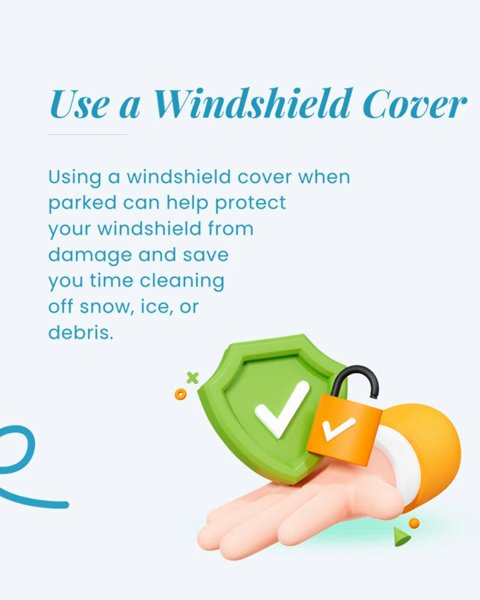 Use a Windshield Cover
Using a windshield cover when
parked can help protect
your windshield from
damage and save
you time cleaning
off snow, ice, or
debris.